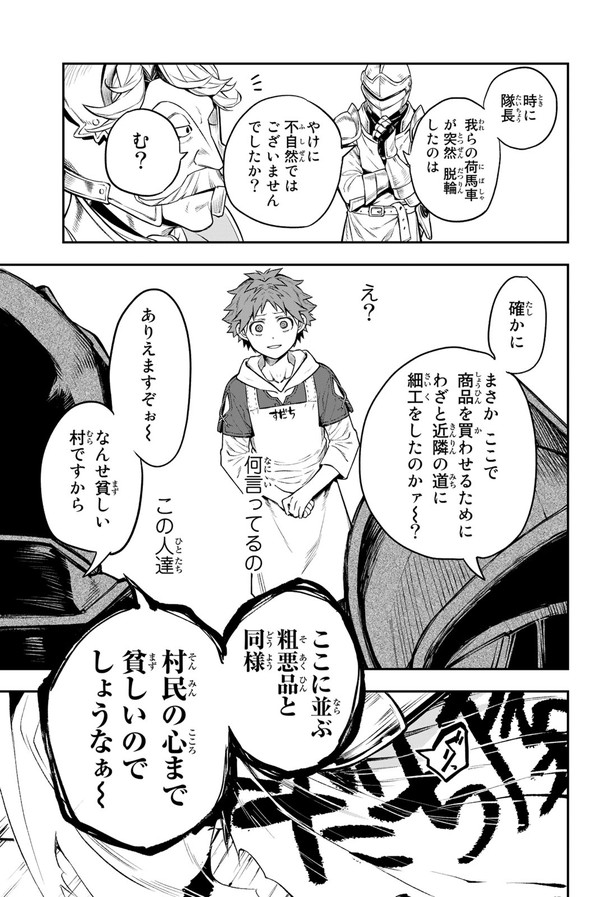 時に
隊長
我らの荷馬車
が突然 脱輪
したのは
やけに
不自然では
ございません
でしたか?
む?
確かに
まさか ここで
商品を買わせるために
わざと近隣の道に
細工をしたのかァ〜?
え?
すだち
何言ってるの―
この人達
ありえますぞぉ〜
なんせ貧しい
村ですから
ここに並ぶ
粗悪品と
同様
村民の心まで
貧しいので
しょうなぁ〜